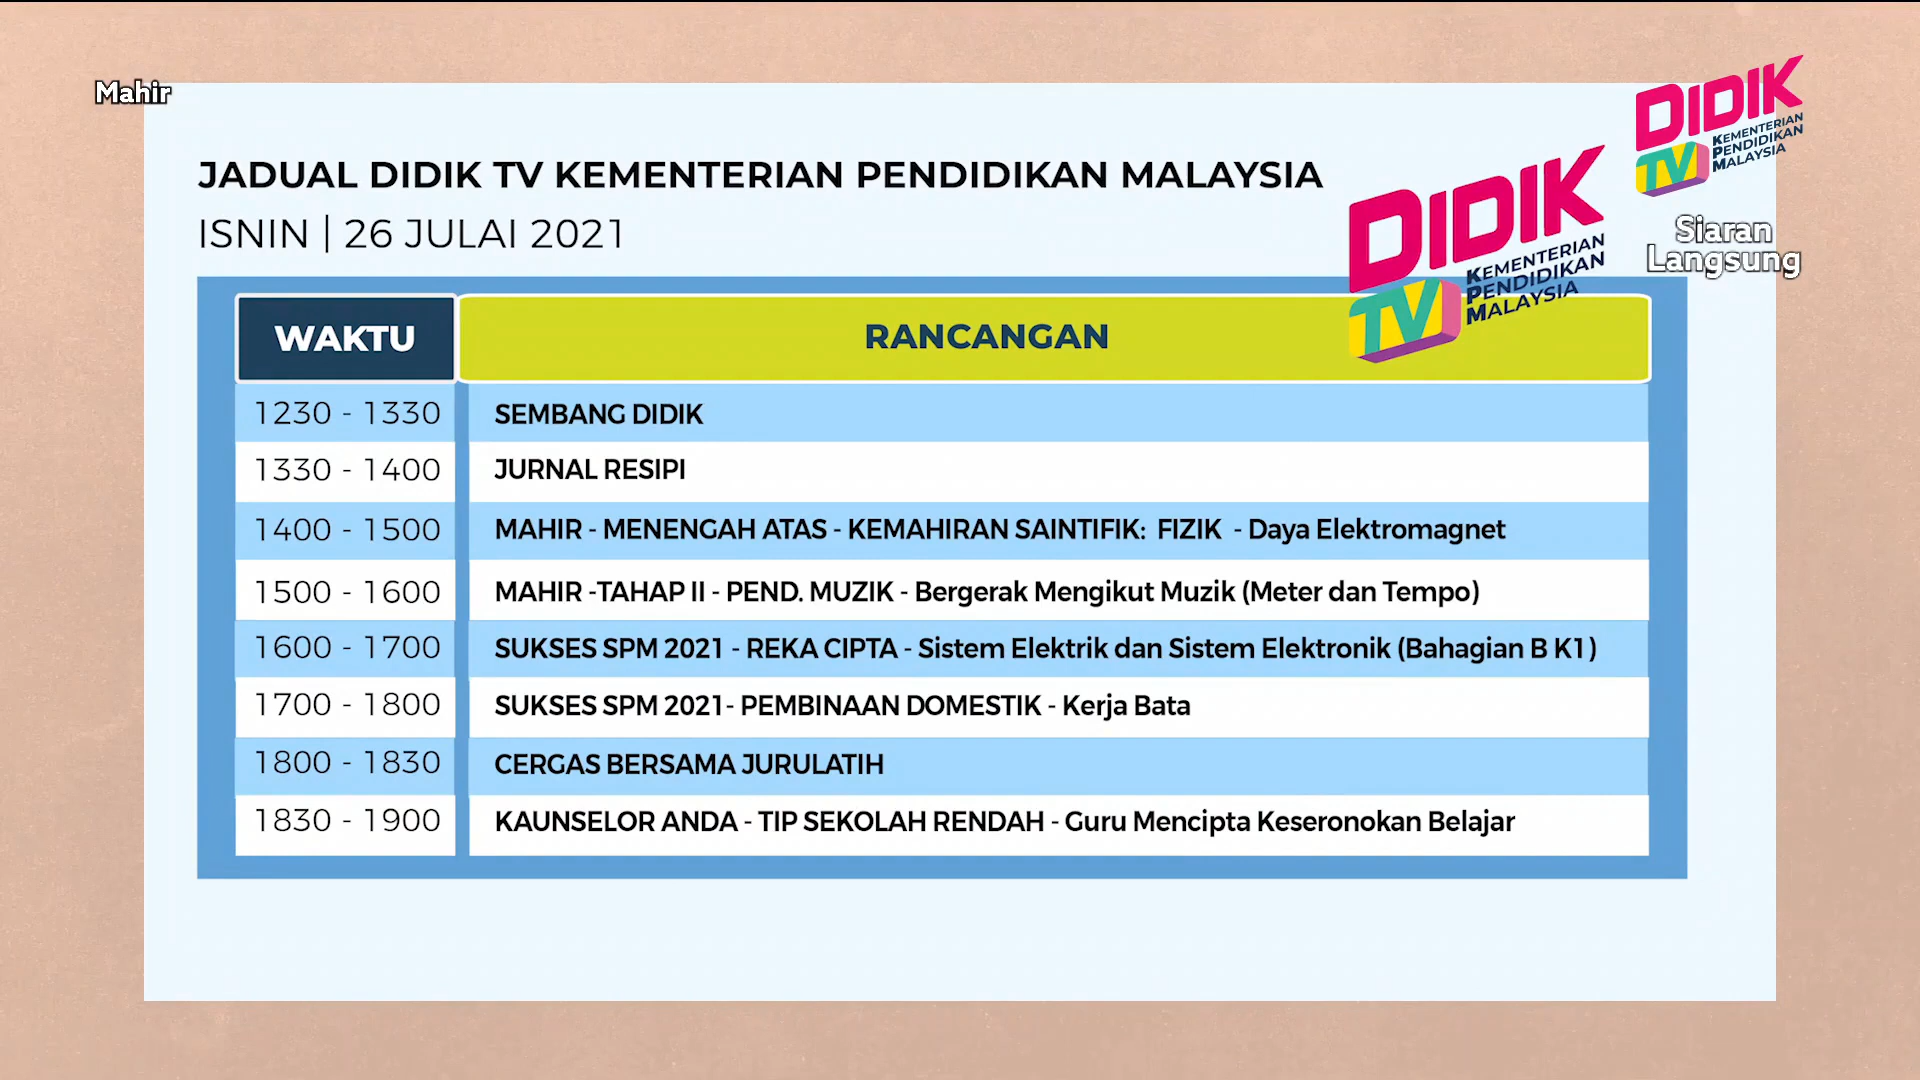 Mahir
DIDIK
TV
KEMENTERIAN
PENDIDIKAN
MALAYSIA
Siaran
Langsung
JADUAL DIDIK TV KEMENTERIAN PENDIDIKAN MALAYSIA
ISNIN | 26 JULAI 2021
DIDIK
TV
KEMENTERIAN
PENDIDIKAN
MALAYSIA
WAKTU RANCANGAN
1230 - 1330 SEMBANG DIDIK
1330 - 1400 JURNAL RESIPI
1400 - 1500 MAHIR - MENENGAH ATAS - KEMAHIRAN SAINTIFIK: FIZIK - Daya Elektromagnet
1500 - 1600 MAHIR -TAHAP II - PEND. MUZIK - Bergerak Mengikut Muzik (Meter dan Tempo)
1600 - 1700 SUKSES SPM 2021 - REKA CIPTA - Sistem Elektrik dan Sistem Elektronik (Bahagian B K1)
1700 - 1800 SUKSES SPM 2021- PEMBINAAN DOMESTIK - Kerja Bata
1800 - 1830 CERGAS BERSAMA JURULATIH
1830 - 1900 KAUNSELOR ANDA - TIP SEKOLAH RENDAH - Guru Mencipta Keseronokan Belajar